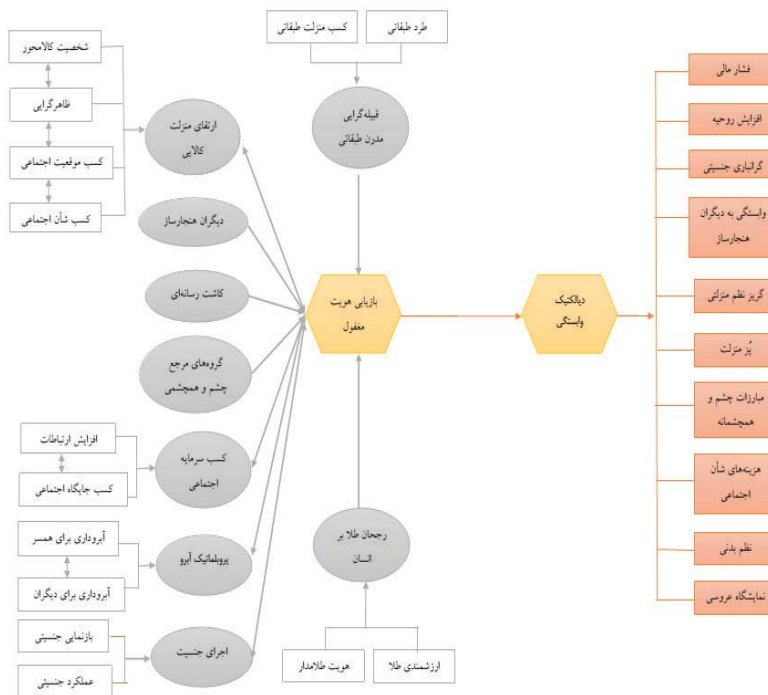 طرد طبقاتی
کسب منزلت طبقاتی
قبیله‌گرایی
مدرن طبقاتی
شخصیت کالامحور
ظاهرگرایی
کسب موقعیت اجتماعی
کسب شأن اجتماعی
ارتقای منزلت
کالایی
دیگران هنجارساز
کاشت رسانه‌ای
گروه‌های مرجع
چشم و همچشمی
افزایش ارتباطات
کسب جایگاه اجتماعی
کسب سرمایه
اجتماعی
آبروداری برای همسر
آبروداری برای دیگران
پروبلماتیک آبرو
بازنمایی جنسیتی
عملکرد جنسیتی
اجرای جنسیت
بازیابی هویت
مغفول
رجحان طلا بر
انسان
ارزشمندی طلا
هویت طلامدار
دیالکتیک
وابستگی
فشار مالی
افزایش روحیه
گرانباری جنسیتی
وابستگی به دیگران
هنجارساز
گریز نظم منزلتی
پُز منزلت
مبارزات چشم و
همچشمانه
هزینه‌های شأن
اجتماعی
نظم بدنی
نمایشگاه عروسی